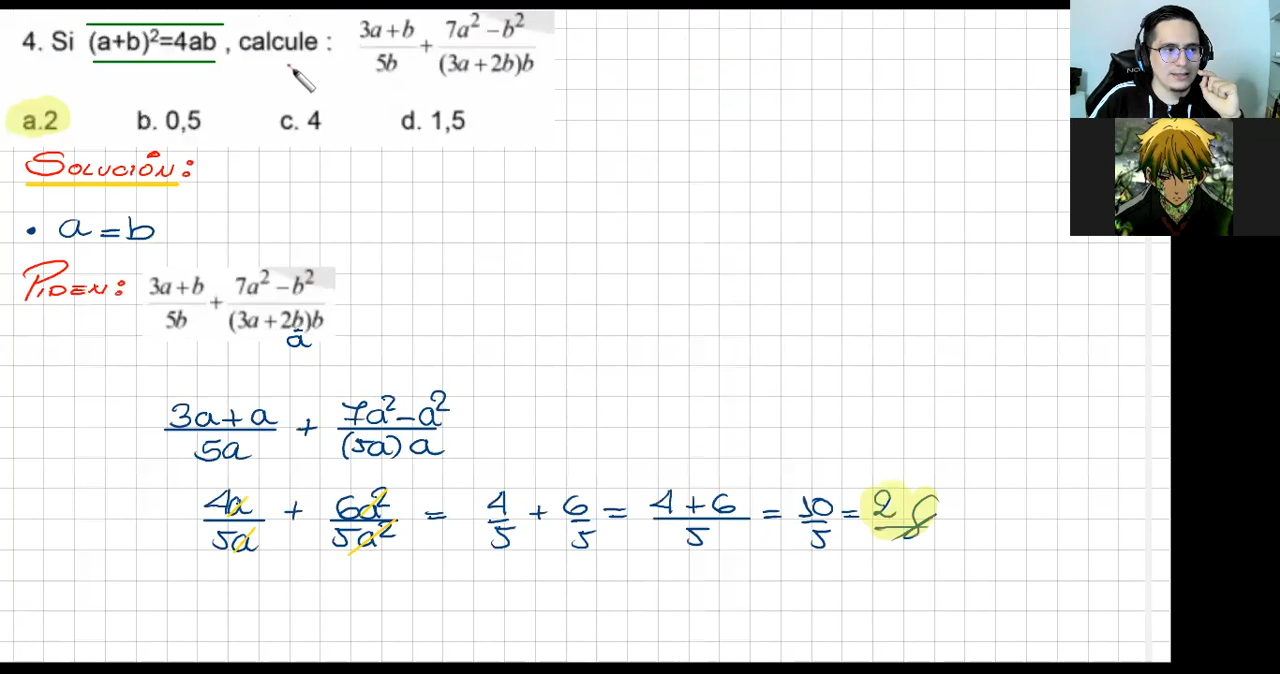 4. Si (a+b)²=4ab , calcule : (3a+b)/(5b) + (7a²−b²)/((3a+2b)b)
a.2 b. 0,5 c. 4 d. 1,5
SOLUCIÓN:
• a = b
PIDEN: (3a+b)/(5b) + (7a²−b²)/((3a+2b)b)
a
(3a+a)/(5a) + (7a²−a²)/((5a)a)
4a/5a + 6a²/5a² = 4/5 + 6/5 = (4+6)/5 = 10/5 = 2